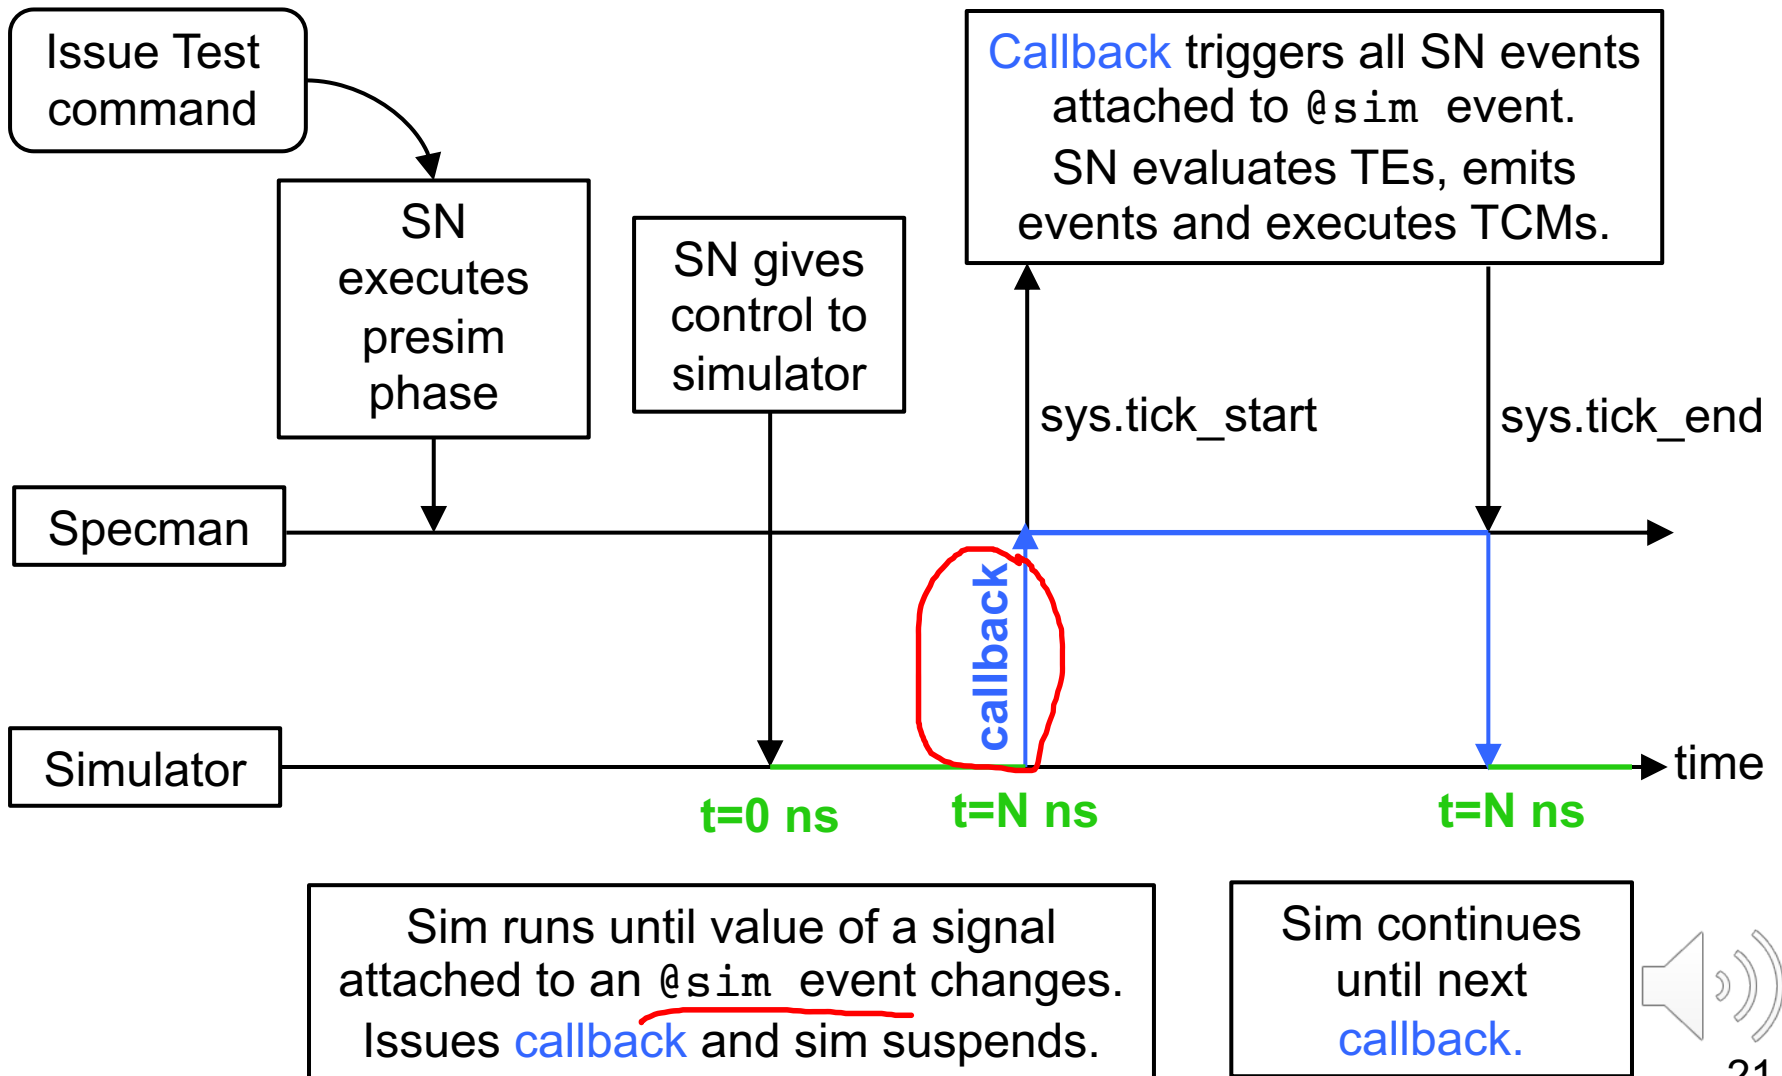 Issue Test
command
Callback triggers all SN events
attached to @sim event.
SN evaluates TEs, emits
events and executes TCMs.
SN
executes
presim
phase
SN gives
control to
simulator
sys.tick_start
sys.tick_end
Specman
callback
Simulator
time
t=0 ns
t=N ns
t=N ns
Sim runs until value of a signal
attached to an @sim event changes.
Issues callback and sim suspends.
Sim continues
until next
callback.
21